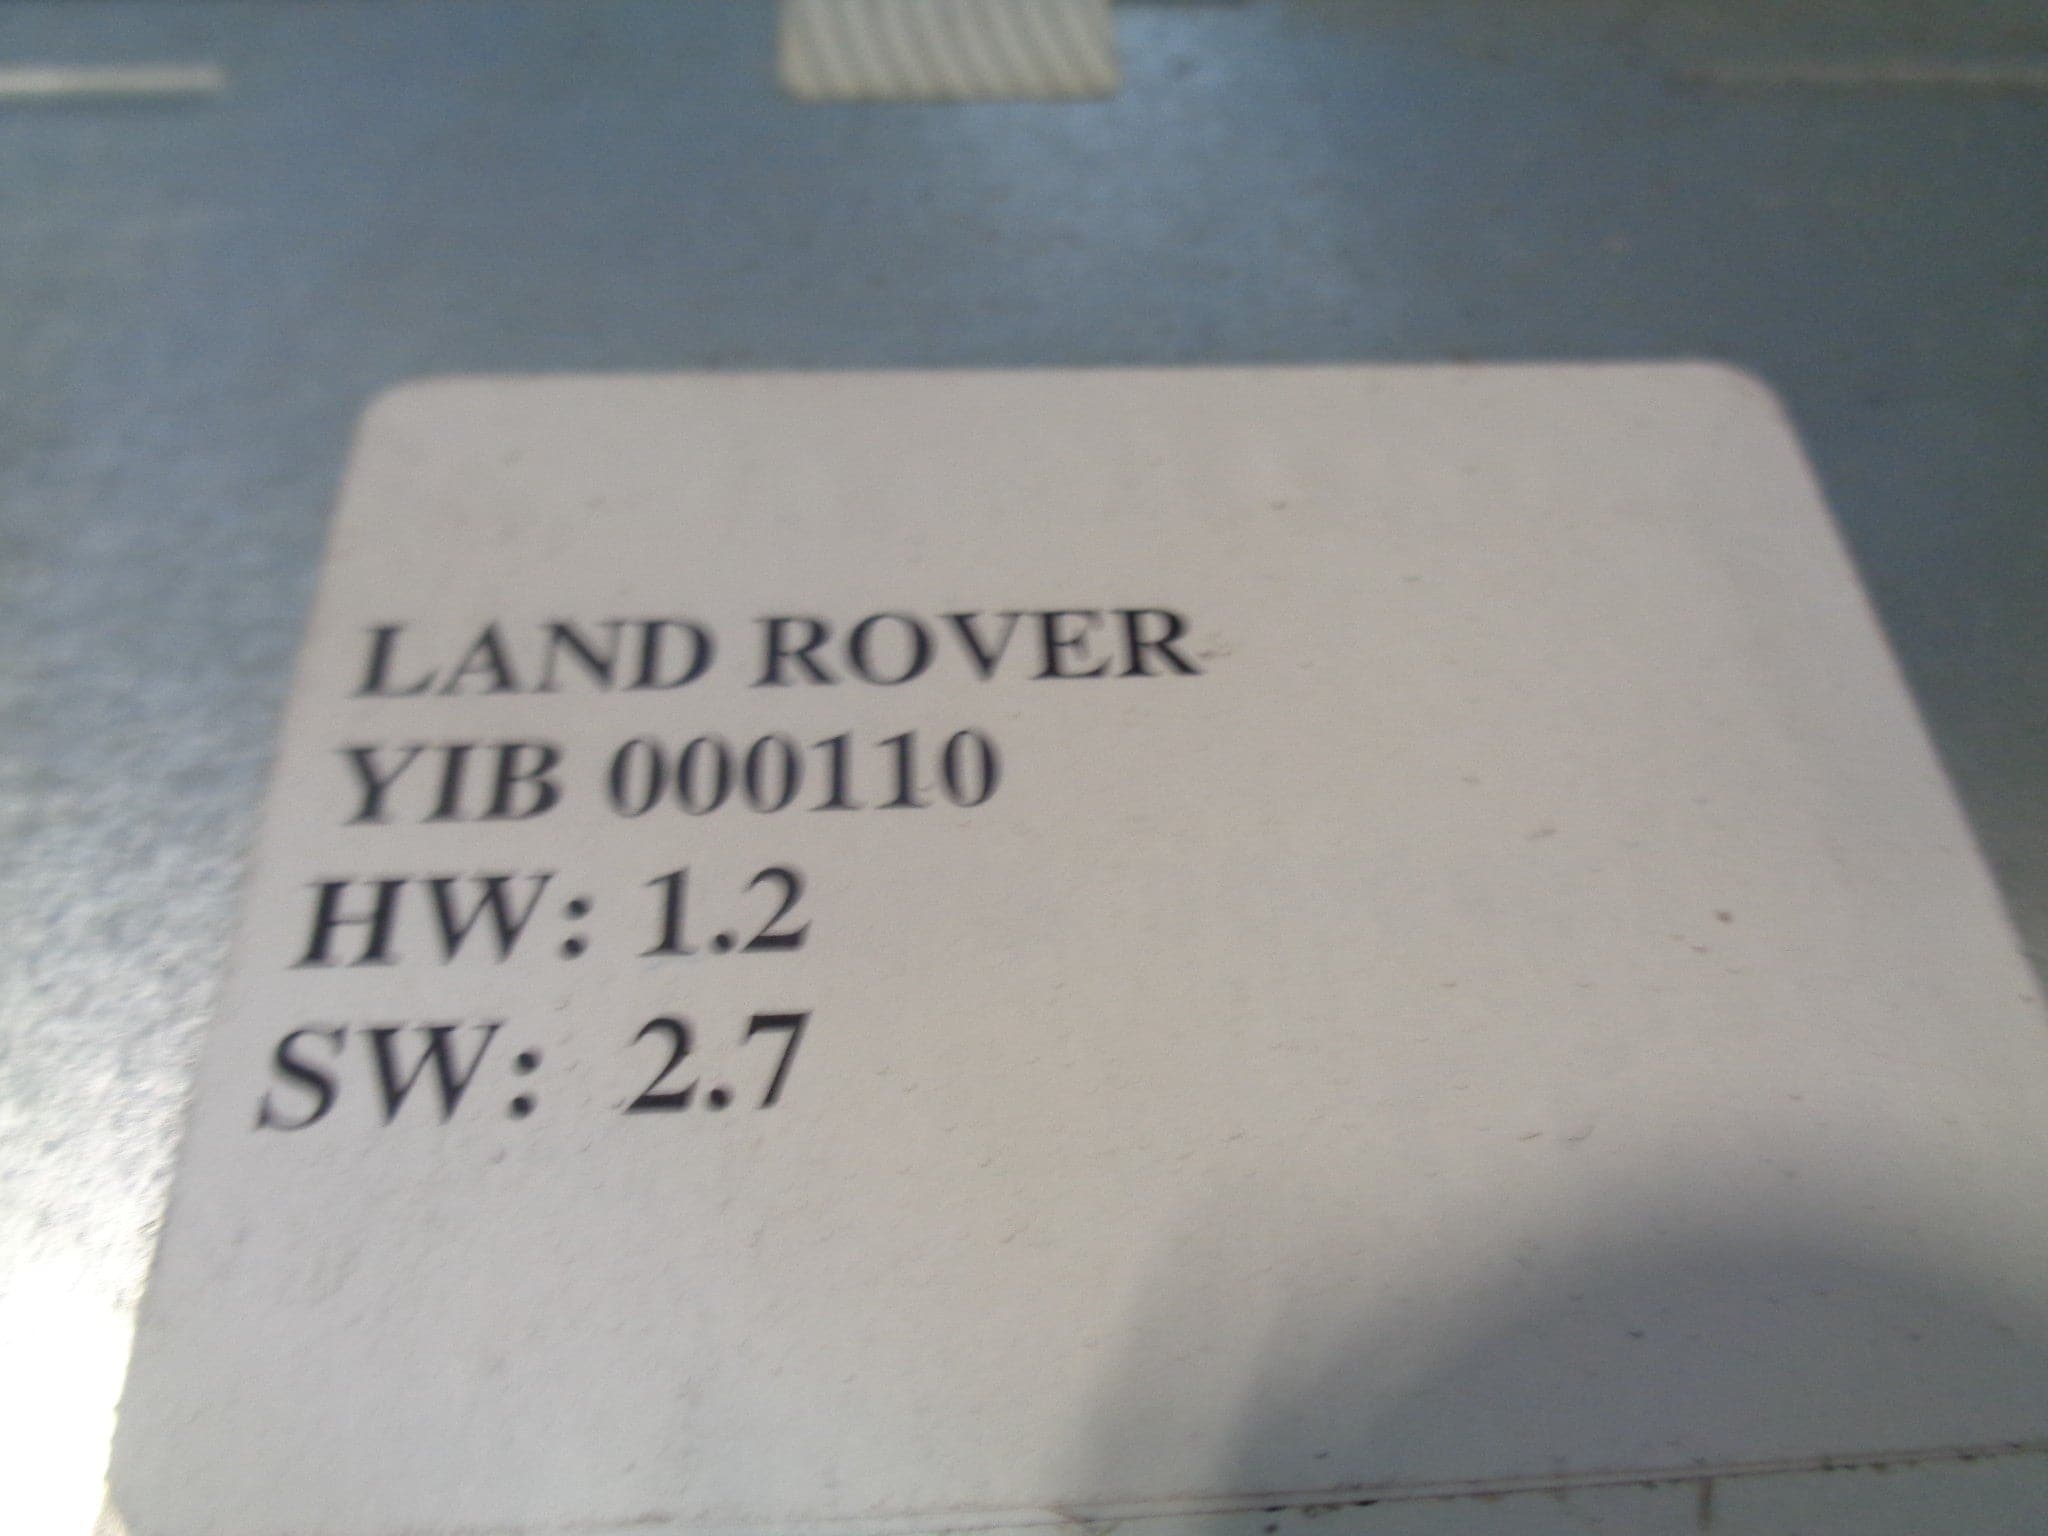 LAND ROVER
YIB 000110
HW: 1.2
SW: 2.7